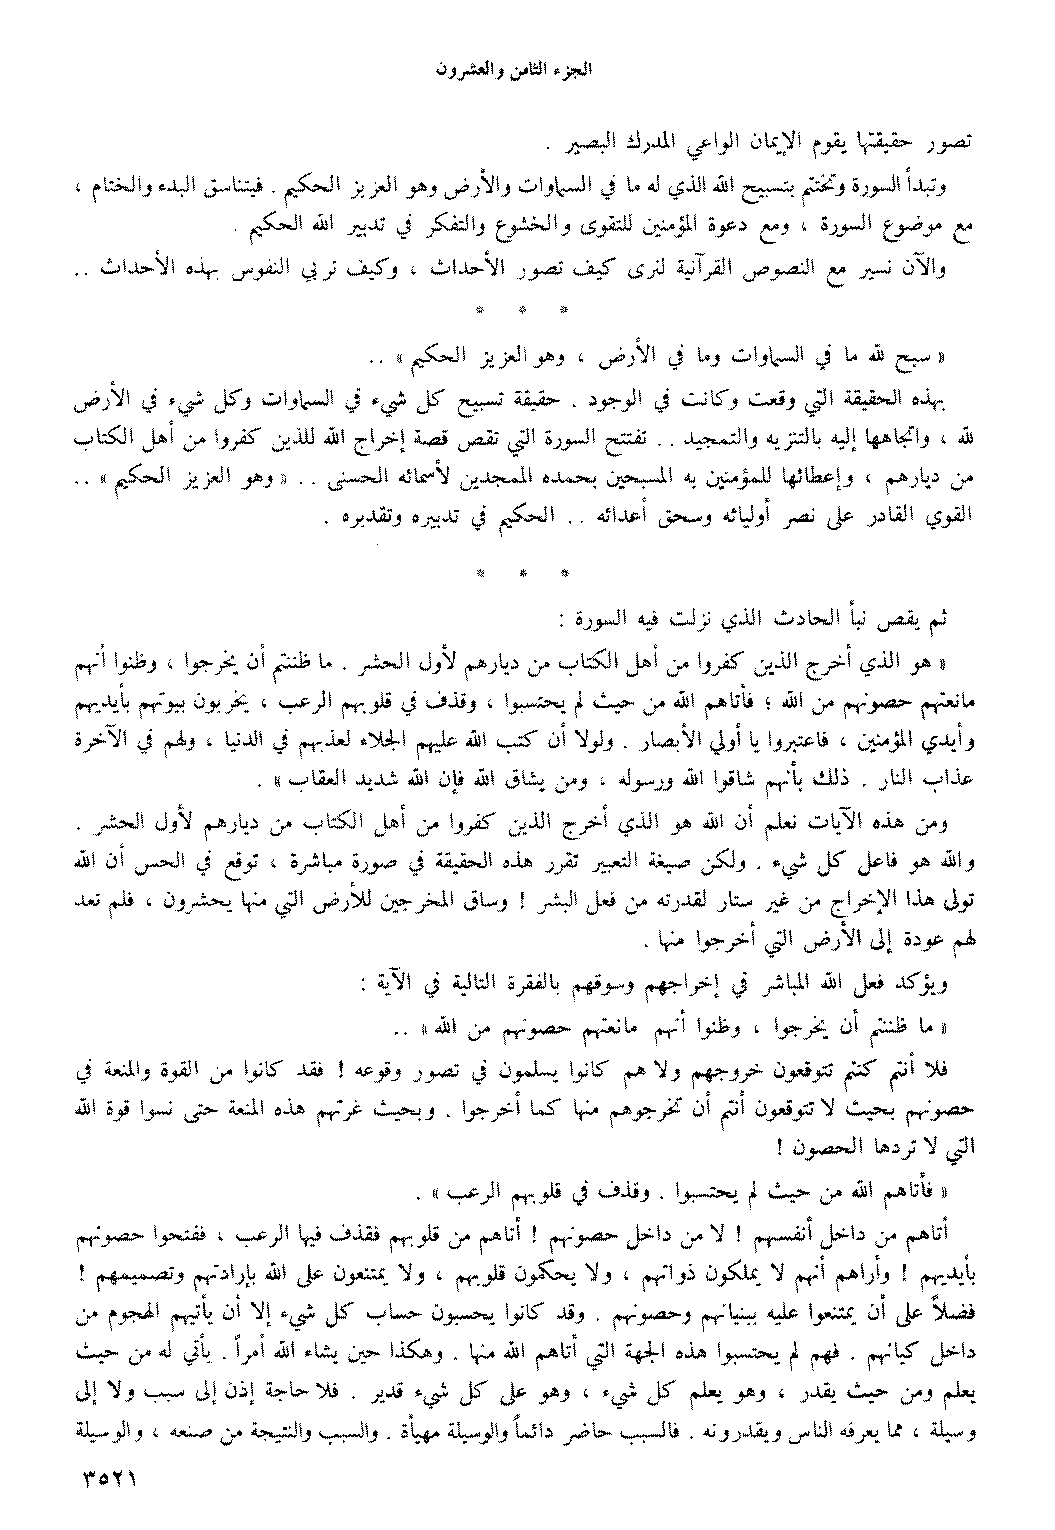 الجزء الثامن والعشرون
تصور حقيقتها يقوم الإيمان الواعي المدرك البصير .
وتبدأ السورة وتختتم بتسبيح الله الذي له ما في السماوات والأرض وهو العزيز الحكيم . فيتناسق البدء والختام ،
مع موضوع السورة ، ومع دعوة المؤمنين للتقوى والخشوع والتفكر في تدبير الله الحكيم .
والآن نسير مع النصوص القرآنية لنرى كيف تصور الأحداث ، وكيف تربي النفوس بهذه الأحداث ..
* * *
« سبح لله ما في السماوات وما في الأرض ، وهو العزيز الحكيم » ..
بهذه الحقيقة التي وقعت وكانت في الوجود . حقيقة تسبيح كل شيء في السماوات وكل شيء في الأرض
لله ، واتجاهها إليه بالتنزيه والتمجيد .. تفتتح السورة التي تقص قصة إخراج الله للذين كفروا من أهل الكتاب
من ديارهم ، وإعطائها للمؤمنين به المسبحين بحمده الممجدين لأسمائه الحسنى .. « وهو العزيز الحكيم » ..
القوي القادر على نصر أوليائه وسحق أعدائه .. الحكيم في تدبيره وتقديره .
* * *
ثم يقص نبأ الحادث الذي نزلت فيه السورة :
« هو الذي أخرج الذين كفروا من أهل الكتاب من ديارهم لأول الحشر . ما ظننتم أن يخرجوا ، وظنوا أنهم
مانعتهم حصونهم من الله ؛ فأتاهم الله من حيث لم يحتسبوا ، وقذف في قلوبهم الرعب ، يخربون بيوتهم بأيديهم
وأيدي المؤمنين ، فاعتبروا يا أولي الأبصار . ولولا أن كتب الله عليهم الجلاء لعذبهم في الدنيا ، ولهم في الآخرة
عذاب النار . ذلك بأنهم شاقوا الله ورسوله ، ومن يشاق الله فإن الله شديد العقاب » .
ومن هذه الآيات نعلم أن الله هو الذي أخرج الذين كفروا من أهل الكتاب من ديارهم لأول الحشر .
والله هو فاعل كل شيء . ولكن صيغة التعبير تقرر هذه الحقيقة في صورة مباشرة ، توقع في الحس أن الله
تولى هذا الإخراج من غير ستار لقدرته من فعل البشر ! وساق المخرجين للأرض التي منها يحشرون ، فلم تعد
لهم عودة إلى الأرض التي أخرجوا منها .
ويؤكد فعل الله المباشر في إخراجهم وسوقهم بالفقرة التالية في الآية :
« ما ظننتم أن يخرجوا ، وظنوا أنهم مانعتهم حصونهم من الله » ..
فلا أنتم كنتم تتوقعون خروجهم ولا هم كانوا يسلمون في تصور وقوعه ! فقد كانوا من القوة والمنعة في
حصونهم بحيث لا تتوقعون أنتم أن تخرجوهم منها كما أخرجوا . وبحيث غرتهم هذه المنعة حتى نسوا قوة الله
التي لا تردها الحصون !
« فأتاهم الله من حيث لم يحتسبوا . وقذف في قلوبهم الرعب » .
أتاهم من داخل أنفسهم ! لا من داخل حصونهم ! أتاهم من قلوبهم فقذف فيها الرعب ، ففتحوا حصونهم
بأيديهم ! وأراهم أنهم لا يملكون ذواتهم ، ولا يحكمون قلوبهم ، ولا يمتنعون على الله بإرادتهم وتصميمهم !
فضلاً على أن يمتنعوا عليه ببنيانهم وحصونهم . وقد كانوا يحسبون حساب كل شيء إلا أن يأتيهم الهجوم من
داخل كيانهم . فهم لم يحتسبوا هذه الجهة التي أتاهم الله منها . وهكذا حين يشاء الله أمراً . يأتي له من حيث
يعلم ومن حيث يقدر ، وهو يعلم كل شيء ، وهو على كل شيء قدير . فلا حاجة إذن إلى سبب ولا إلى
وسيلة ، مما يعرفه الناس ويقدرونه . فالسبب حاضر دائماً والوسيلة مهيأة . والسبب والنتيجة من صنعه ، والوسيلة
٣٥٢١